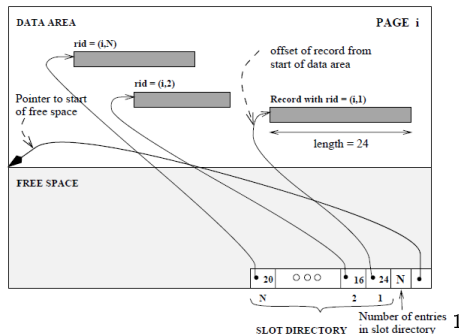 DATA AREA
PAGE i
rid = (i,N)
offset of record from
start of data area
rid = (i,2)
Pointer to start
of free space
Record with rid = (i,1)
length = 24
FREE SPACE
20 16 24 N
N 2 1
Number of entries
in slot directory
SLOT DIRECTORY
1